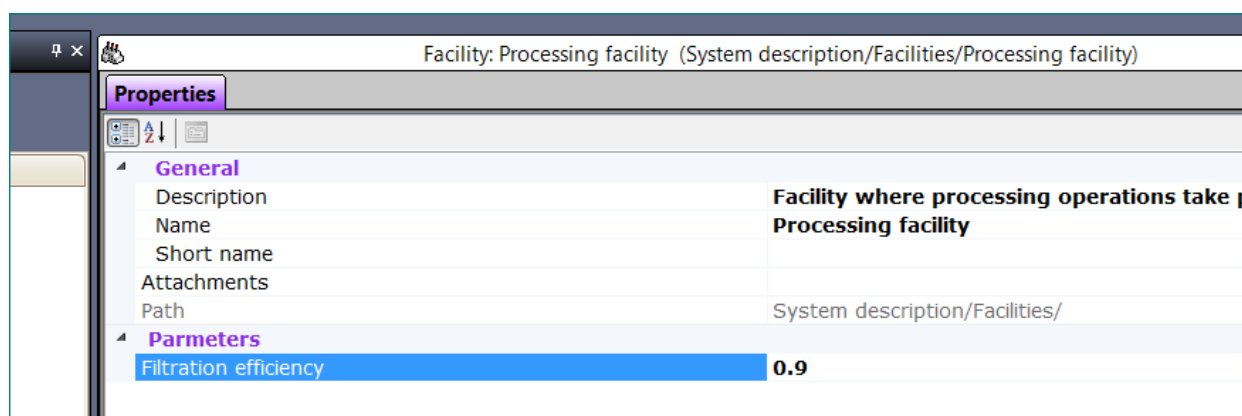 Facility: Processing facility (System description/Facilities/Processing facility)
Properties
General
Description Facility where processing operations take
Name Processing facility
Short name
Attachments
Path System description/Facilities/
Parmeters
Filtration efficiency 0.9